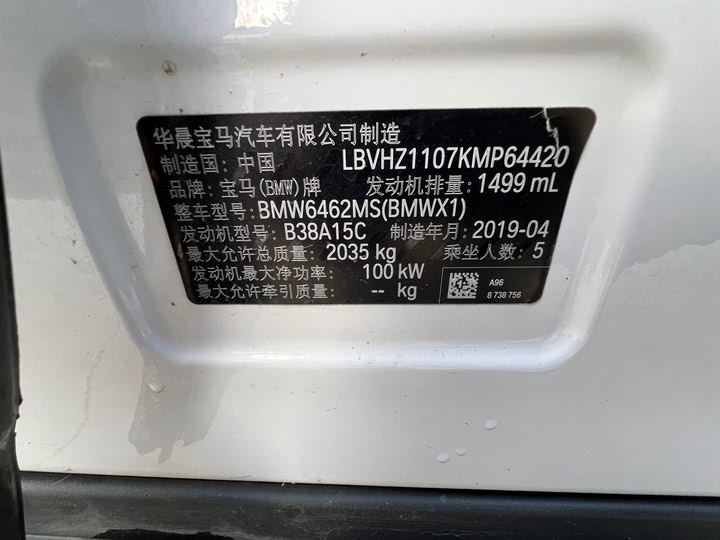 华晨宝马汽车有限公司制造
制造国: 中国 LBVHZ1107KMP64420
品牌: 宝马(BMW)牌 发动机排量: 1499 mL
整车型号: BMW6462MS(BMWX1)
发动机型号: B38A15C 制造年月: 2019-04
最大允许总质量: 2035 kg 乘坐人数: 5
发动机最大净功率: 100 kW
最大允许牵引质量: -- kg
A96
8 738 756